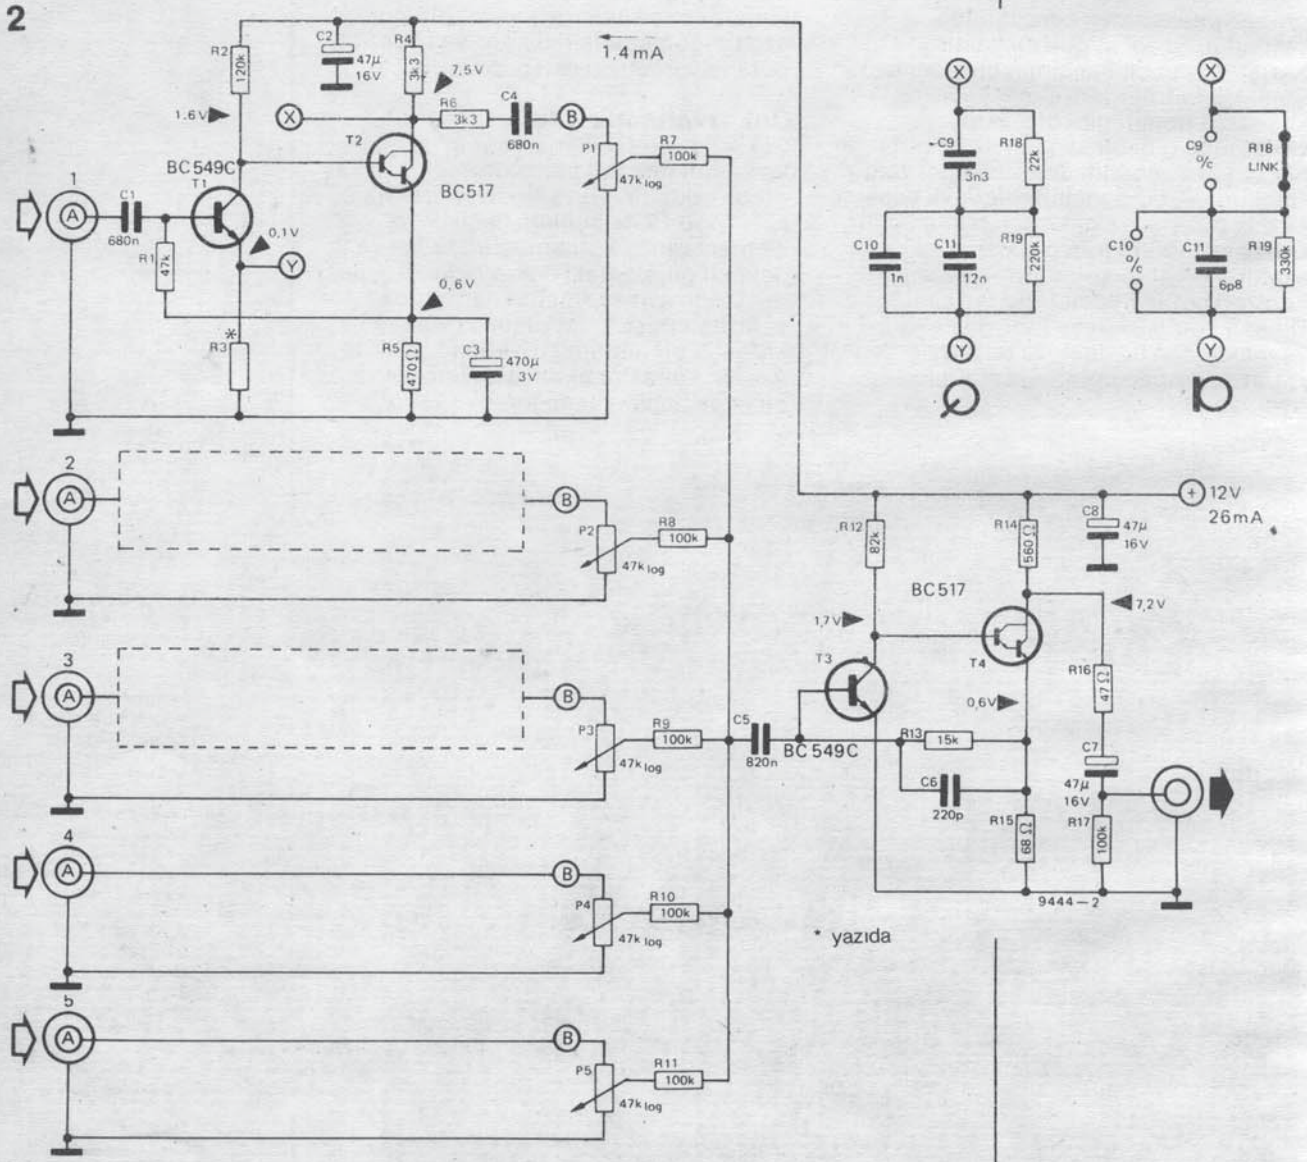 2
R2
120k
C2
47µ
16V
R4
3k3
1,4mA
7,5V
R6
3k3
C4
680n
B
X
1.6V
T2
BC517
BC549C
T1
P1
47k log
R7
100k
1
A
C1
680n
R1
47k
0,1V
Y
0,6V
*
R3
R5
470Ω
C3
470µ
3V
X
C9
3n3
R18
22k
C10
1n
C11
12n
R19
220k
Y
X
C9
o/c
R18
LINK
C10
o/c
C11
6p8
R19
330k
Y
2
A
B
P2
47k log
R8
100k
3
A
B
P3
47k log
R9
100k
4
A
B
P4
47k log
R10
100k
5
A
B
P5
47k log
R11
100k
C5
820n
+ 12V
26mA
R12
82k
R14
560Ω
C8
47µ
16V
BC517
7,2V
1,7V
T3
T4
R16
47Ω
0,6V
BC549C
R13
15k
C6
220p
C7
47µ
16V
R15
68Ω
R17
100k
9444-2
* yazıda